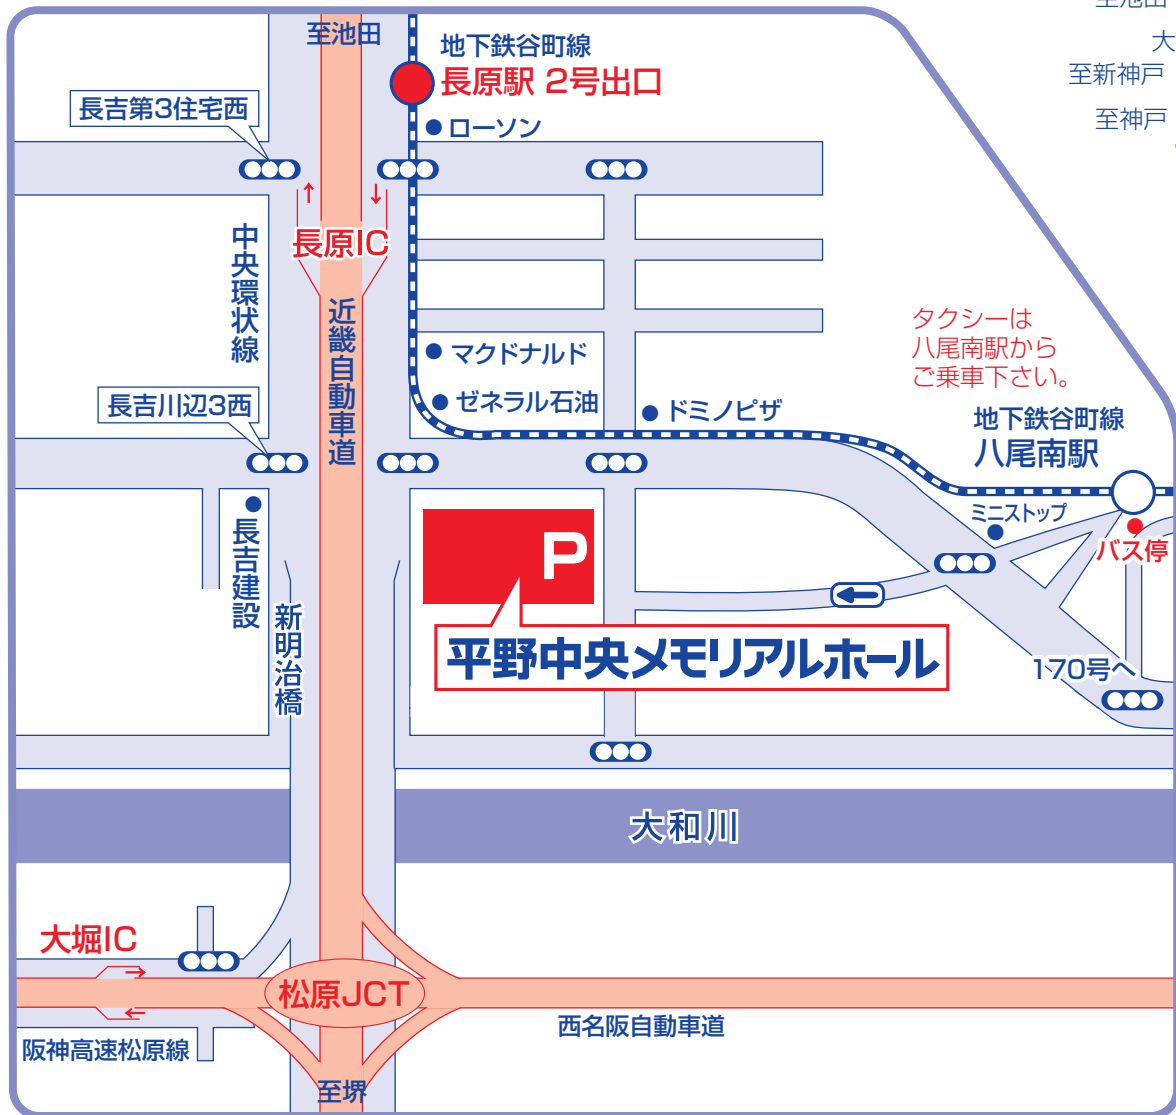 至池田
大
至新神戸
至神戸
至池田
地下鉄谷町線
長原駅 2号出口
長吉第3住宅西
ローソン
長原IC
中央環状線
近畿自動車道
マクドナルド
ゼネラル石油
ドミノピザ
長吉川辺3西
タクシーは
八尾南駅から
ご乗車下さい。
地下鉄谷町線
八尾南駅
ミニストップ
バス停
長吉建設
新明治橋
P
平野中央メモリアルホール
170号へ
大和川
大堀IC
松原JCT
西名阪自動車道
阪神高速松原線
至堺